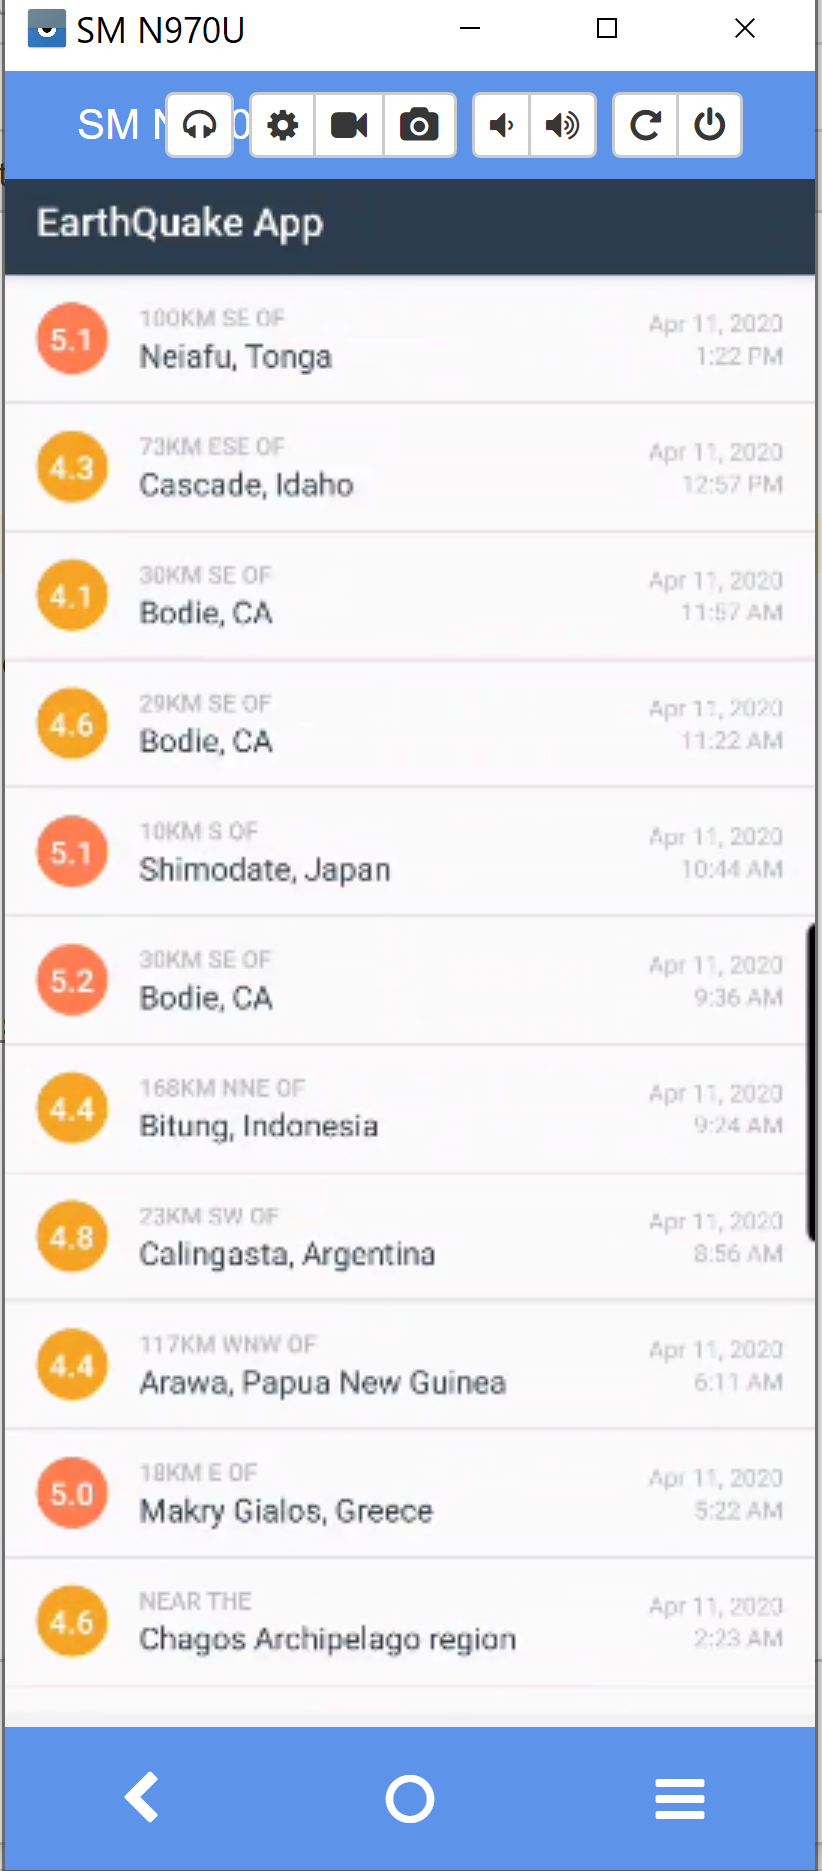 SM N970U
SM N 0
EarthQuake App
5.1
100KM SE OF
Neiafu, Tonga
Apr 11, 2020
1:22 PM
4.3
73KM ESE OF
Cascade, Idaho
Apr 11, 2020
12:57 PM
4.1
30KM SE OF
Bodie, CA
Apr 11, 2020
11:57 AM
4.6
29KM SE OF
Bodie, CA
Apr 11, 2020
11:22 AM
5.1
10KM S OF
Shimodate, Japan
Apr 11, 2020
10:44 AM
5.2
30KM SE OF
Bodie, CA
Apr 11, 2020
9:36 AM
4.4
168KM NNE OF
Bitung, Indonesia
Apr 11, 2020
9:24 AM
4.8
23KM SW OF
Calingasta, Argentina
Apr 11, 2020
8:56 AM
4.4
117KM WNW OF
Arawa, Papua New Guinea
Apr 11, 2020
6:11 AM
5.0
18KM E OF
Makry Gialos, Greece
Apr 11, 2020
5:22 AM
4.6
NEAR THE
Chagos Archipelago region
Apr 11, 2020
2:23 AM